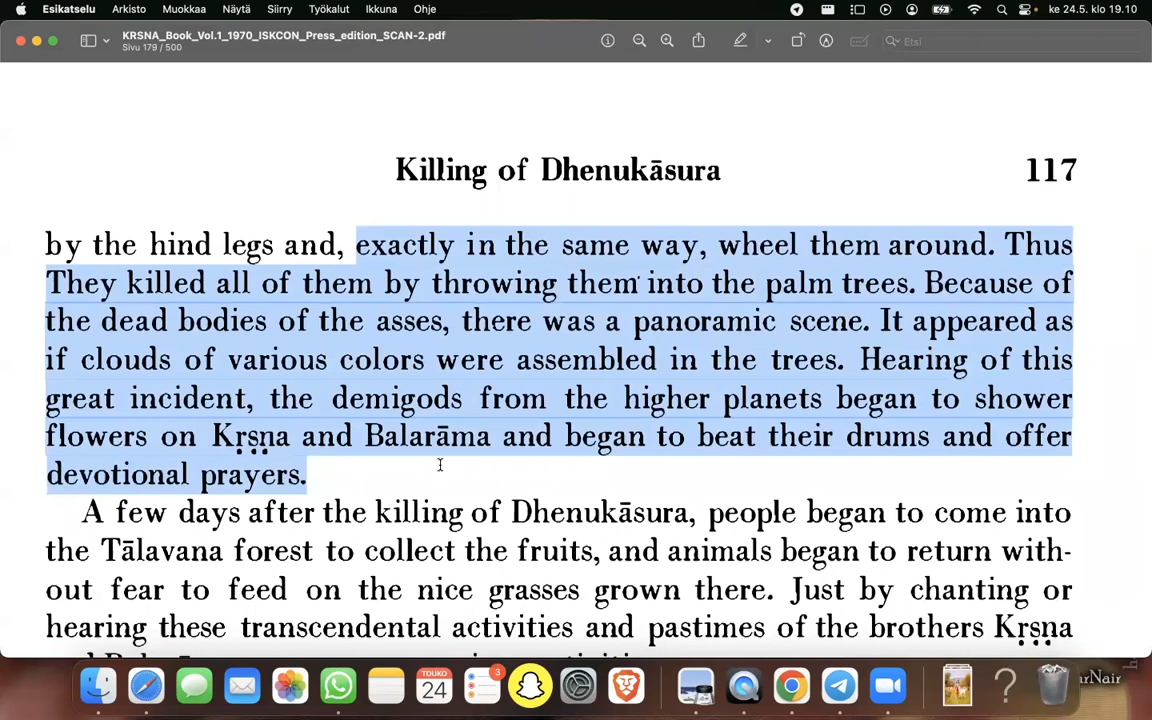 Esikatselu Arkisto Muokkaa Näytä Siirry Työkalut Ikkuna Ohje ke 24.5. klo 19.10
KRSNA_Book_Vol.1_1970_ISKCON_Press_edition_SCAN-2.pdf
Sivu 179 / 500
Etsi
Killing of Dhenukāsura 117
by the hind legs and, exactly in the same way, wheel them around. Thus
They killed all of them by throwing them into the palm trees. Because of
the dead bodies of the asses, there was a panoramic scene. It appeared as
if clouds of various colors were assembled in the trees. Hearing of this
great incident, the demigods from the higher planets began to shower
flowers on Kṛṣṇa and Balarāma and began to beat their drums and offer
devotional prayers.
A few days after the killing of Dhenukāsura, people began to come into
the Tālavana forest to collect the fruits, and animals began to return with-
out fear to feed on the nice grasses grown there. Just by chanting or
hearing these transcendental activities and pastimes of the brothers Kṛṣṇa
TOUKO
24
3